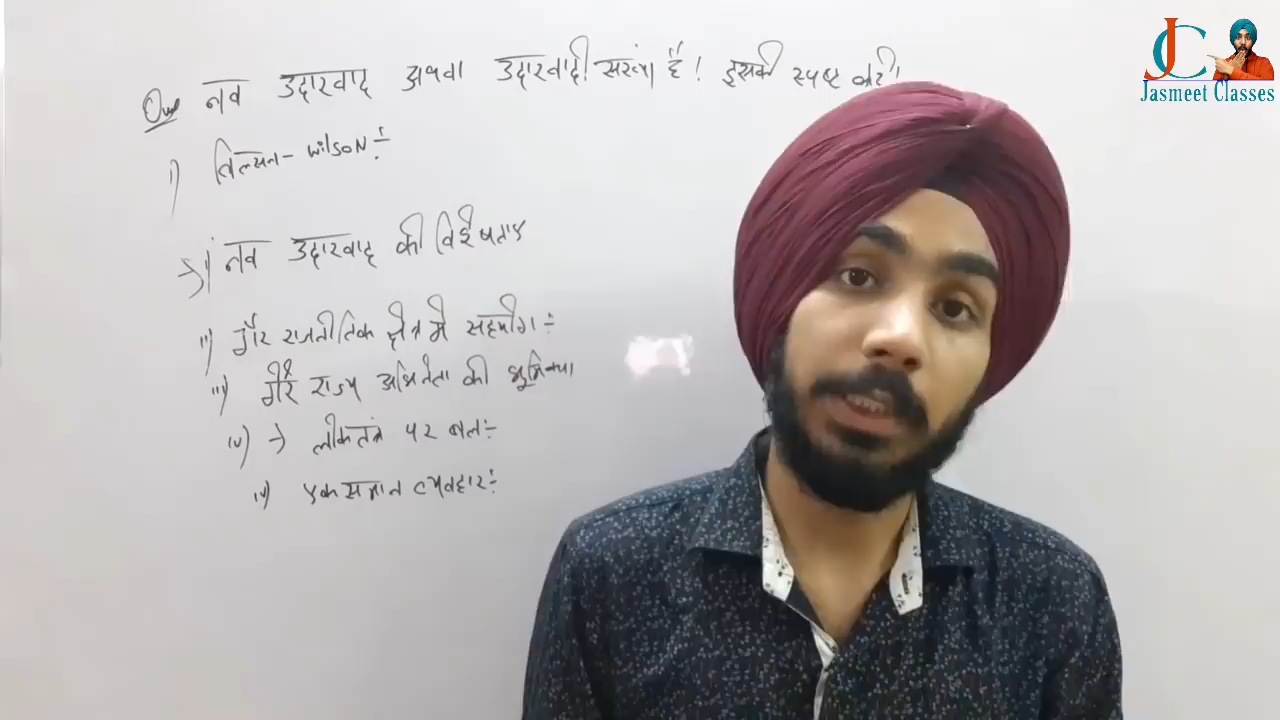 Jasmeet Classes
Que नव उद्दारवाद अथवा उद्दारवादी है! इसको स्पष्ट करो!
i) विल्सन - WilsoN ÷
नव उद्दारवाद की विशेषताए
ii) गैर राजनीतिक क्षेत्र में सहयोग ÷
iii) गैर राज्य अभिनेता की भूमिका
iv) → लोकतंत्र पर बल ÷
एक समान व्यवहार ÷